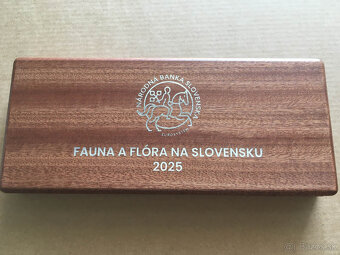 NÁRODNÁ BANKA SLOVENSKA
EUROSYSTÉM
FAUNA A FLÓRA NA SLOVENSKU
2025